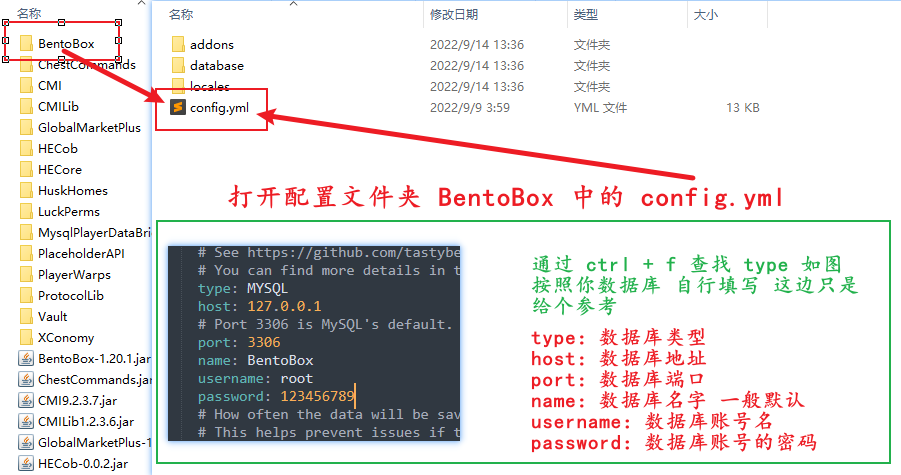 名称
BentoBox
ChestCommands
CMI
CMILib
GlobalMarketPlus
HECob
HECore
HuskHomes
LuckPerms
MysqlPlayerDataBri
PlaceholderAPI
PlayerWarps
ProtocolLib
Vault
XConomy
BentoBox-1.20.1.jar
ChestCommands.jar
CMI9.2.3.7.jar
CMILib1.2.3.6.jar
GlobalMarketPlus-1
HECob-0.0.2.jar
名称 修改日期 类型 大小
addons 2022/9/14 13:36 文件夹
database 2022/9/14 13:36 文件夹
locales 2022/9/14 13:36 文件夹
config.yml 2022/9/9 3:59 YML 文件 13 KB
打开配置文件夹 BentoBox 中的 config.yml
# See https://github.com/tastybe
# You can find more details in t
type: MYSQL
host: 127.0.0.1
# Port 3306 is MySQL's default.
port: 3306
name: BentoBox
username: root
password: 123456789
# How often the data will be sav
# This helps prevent issues if t
通过 ctrl + f 查找 type 如图
按照你数据库 自行填写 这边只是
给个参考
type: 数据库类型
host: 数据库地址
port: 数据库端口
name: 数据库名字 一般默认
username: 数据库账号名
password: 数据库账号的密码